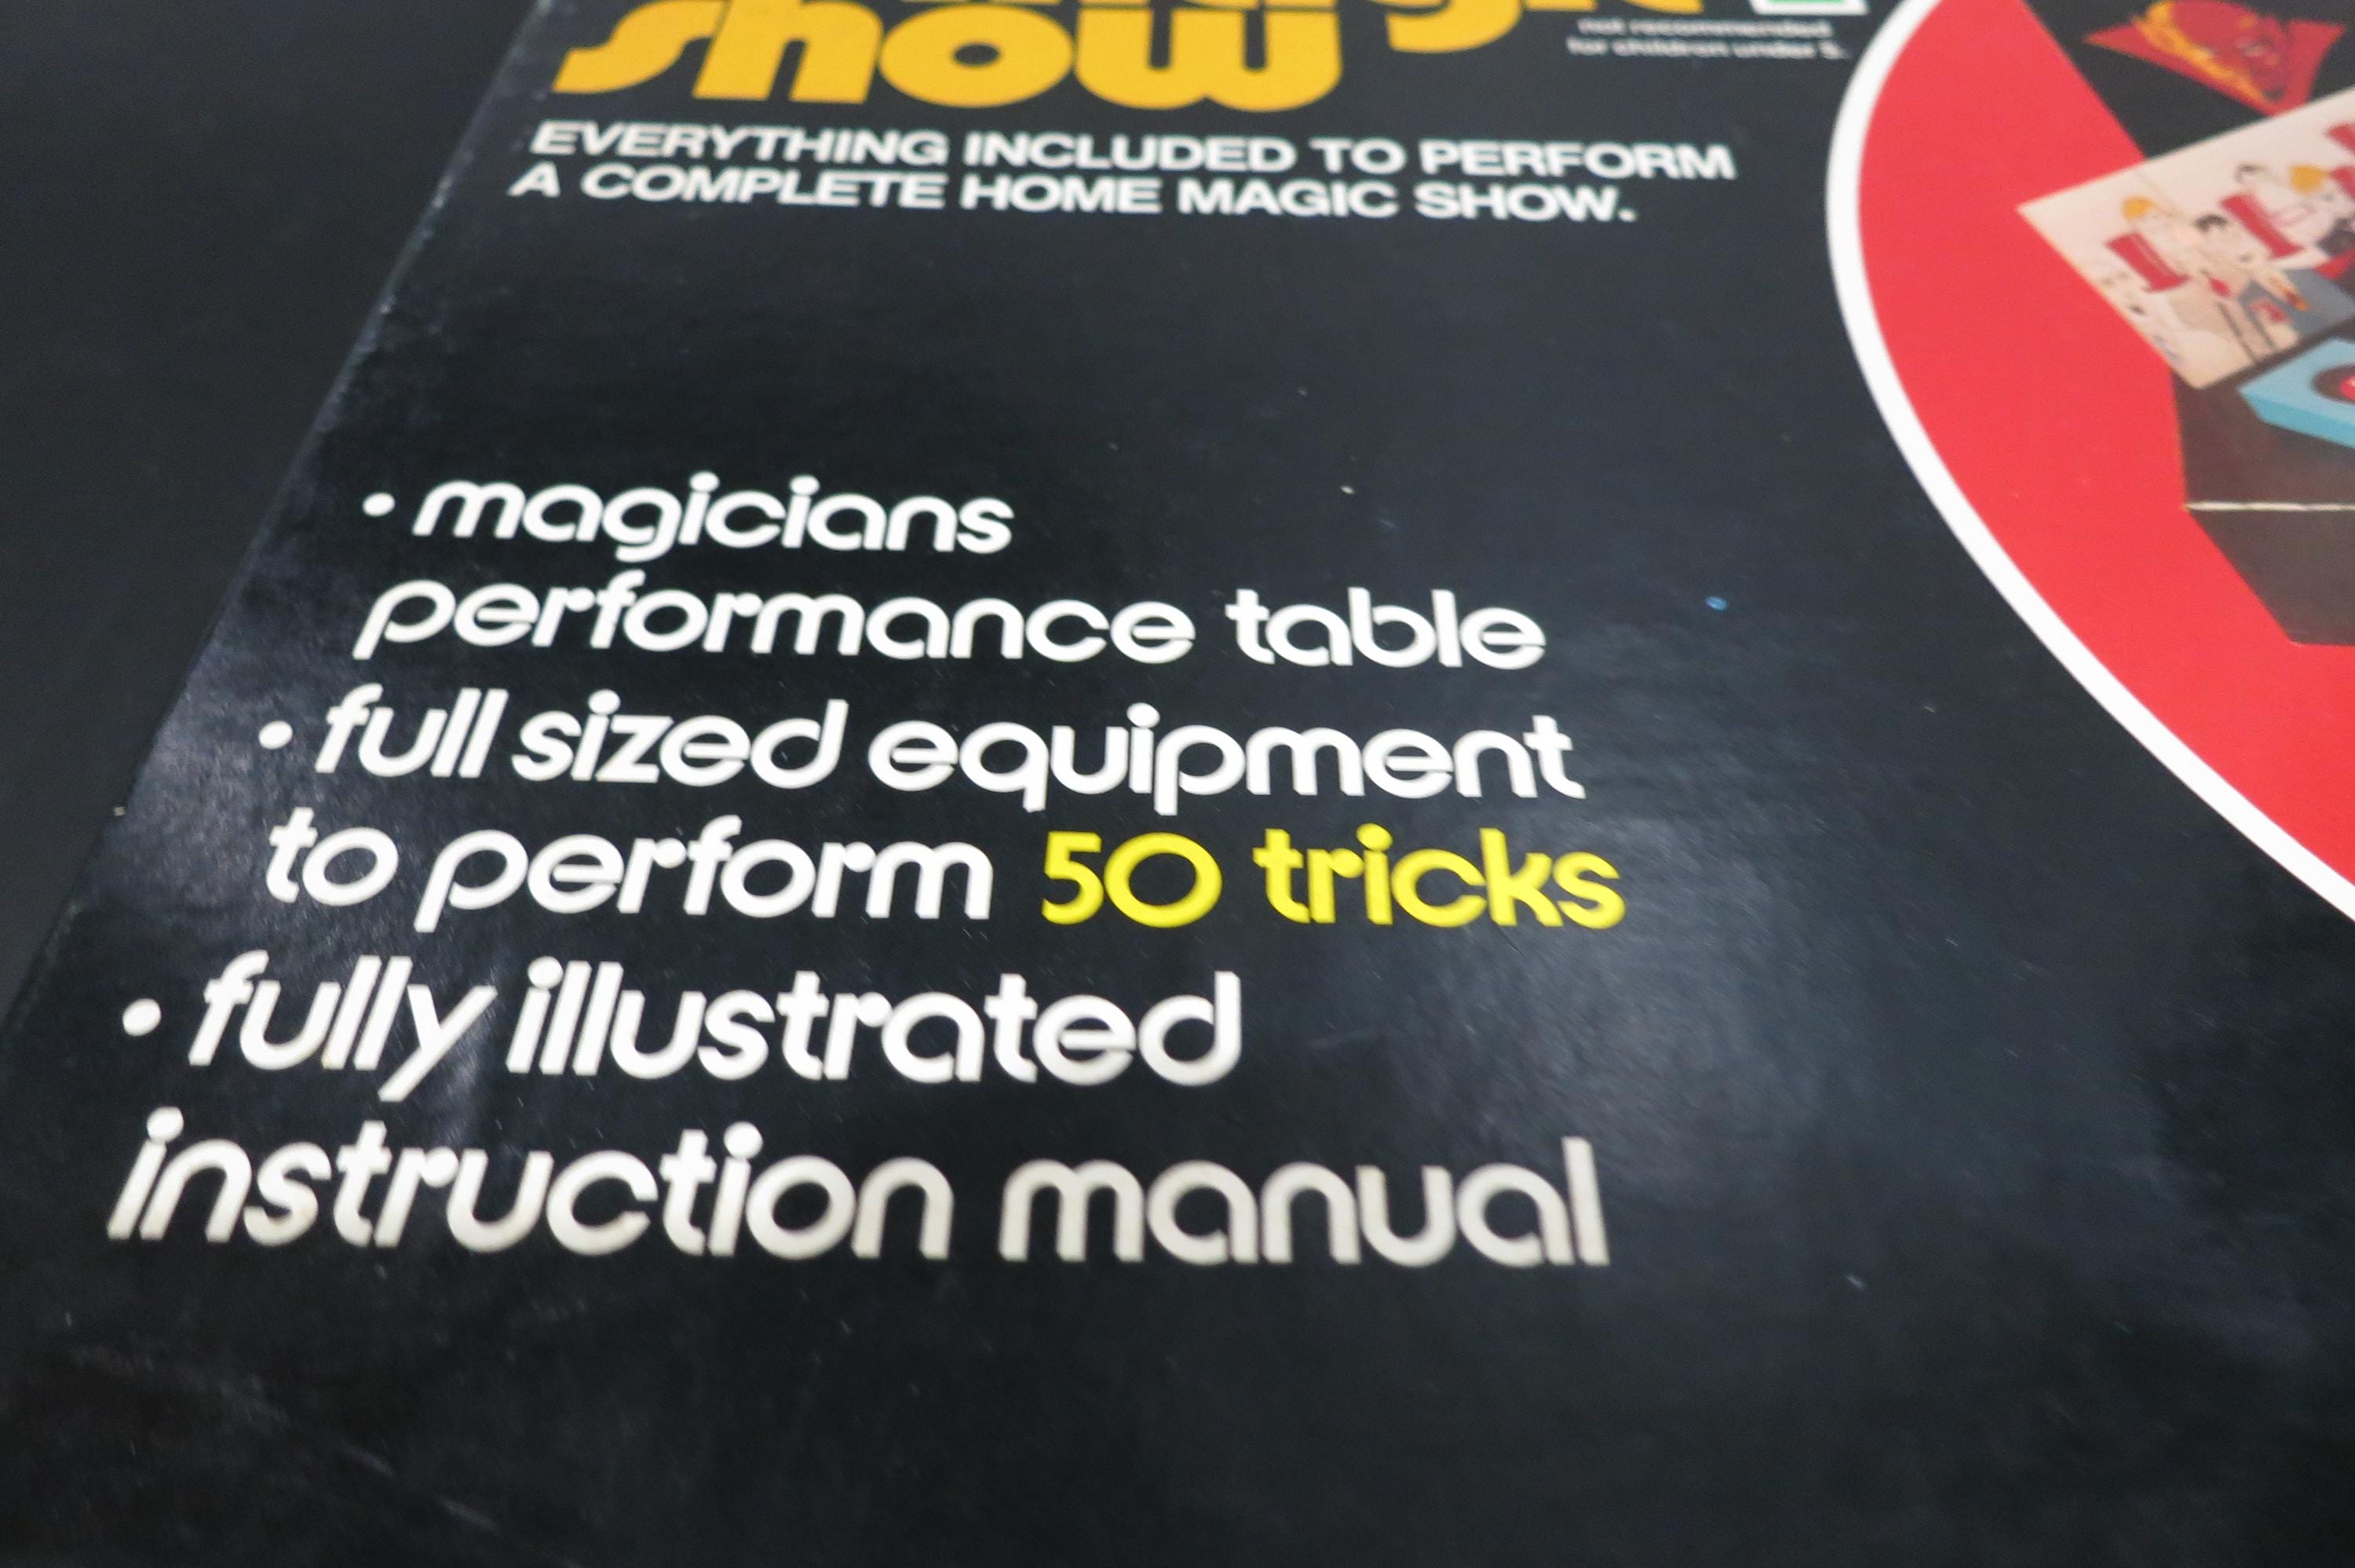 show
not recommended
for children under 5.
EVERYTHING INCLUDED TO PERFORM
A COMPLETE HOME MAGIC SHOW.
• magicians
performance table
• full sized equipment
to perform 50 tricks
• fully illustrated
instruction manual